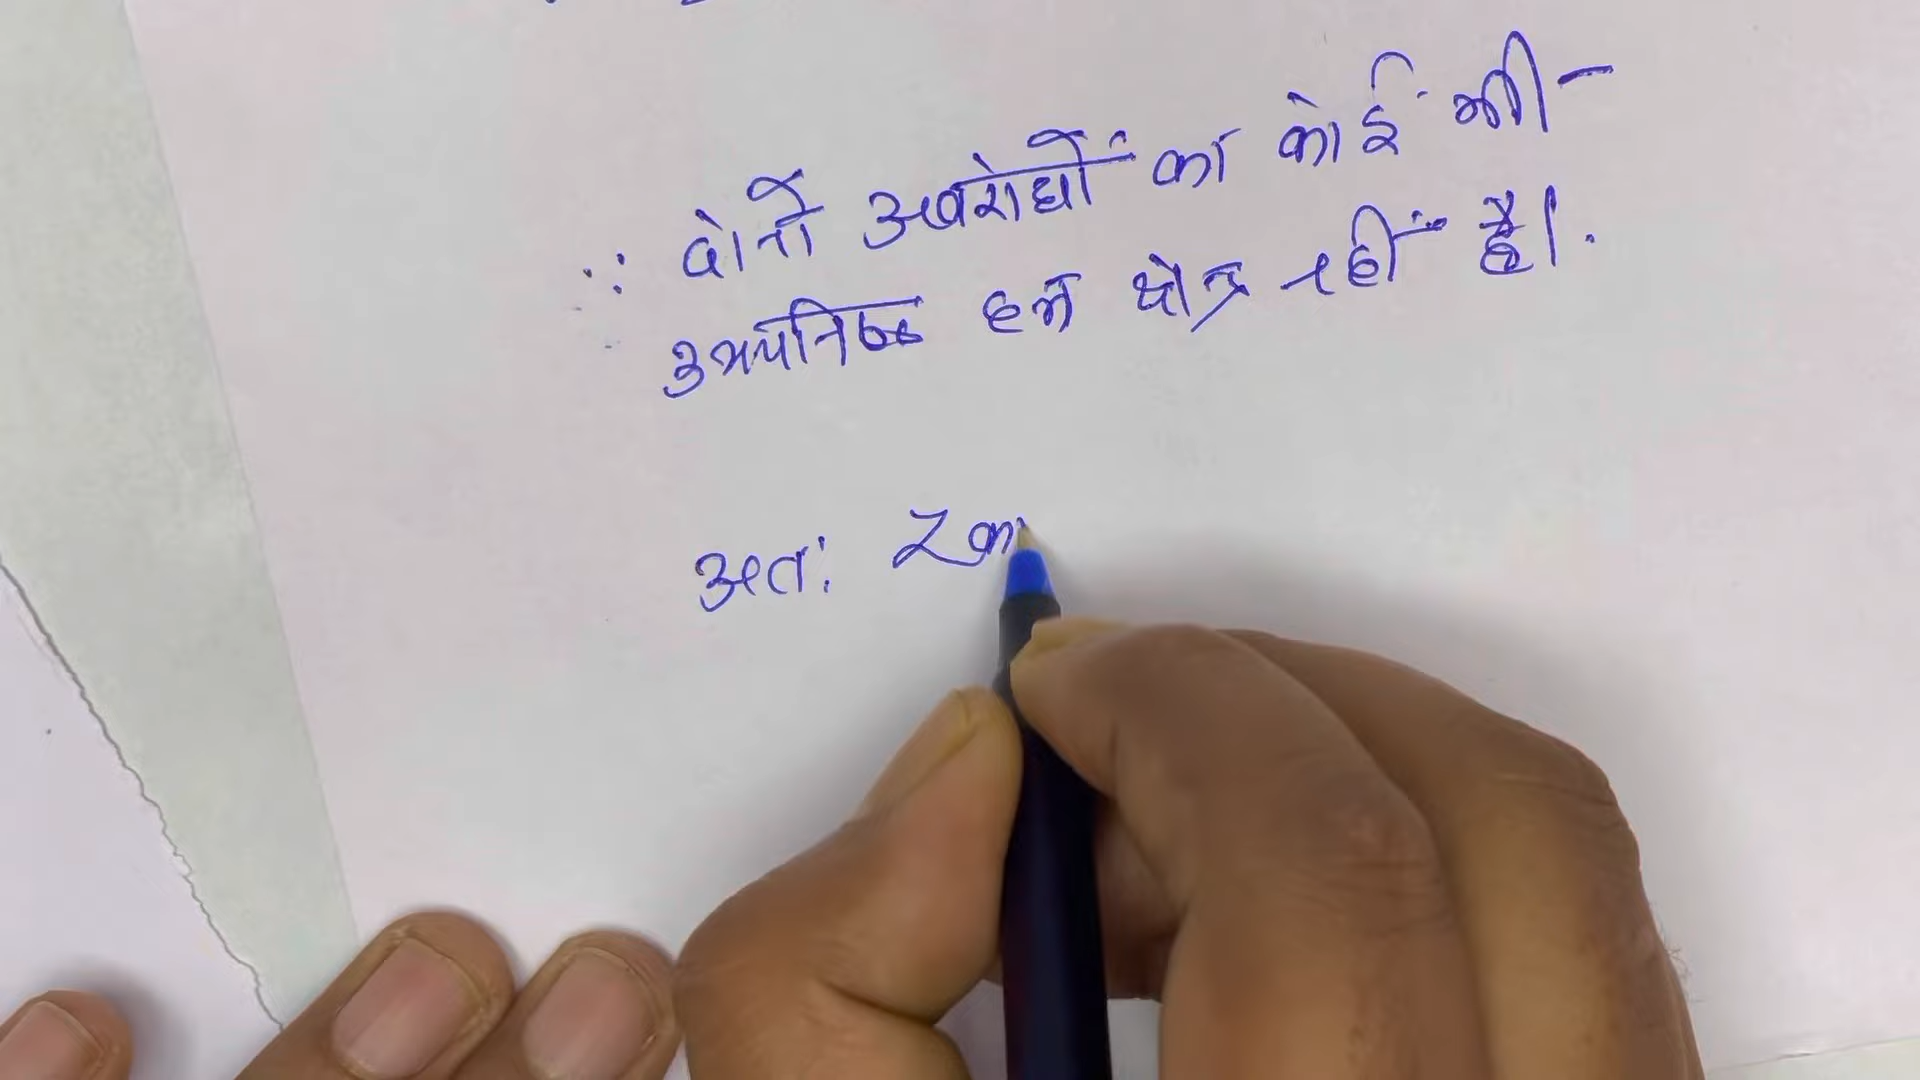 ∵ दोनों अवरोधों का कोई भी-
उभयनिष्ठ हल क्षेत्र नहीं है।.
अतः Z का